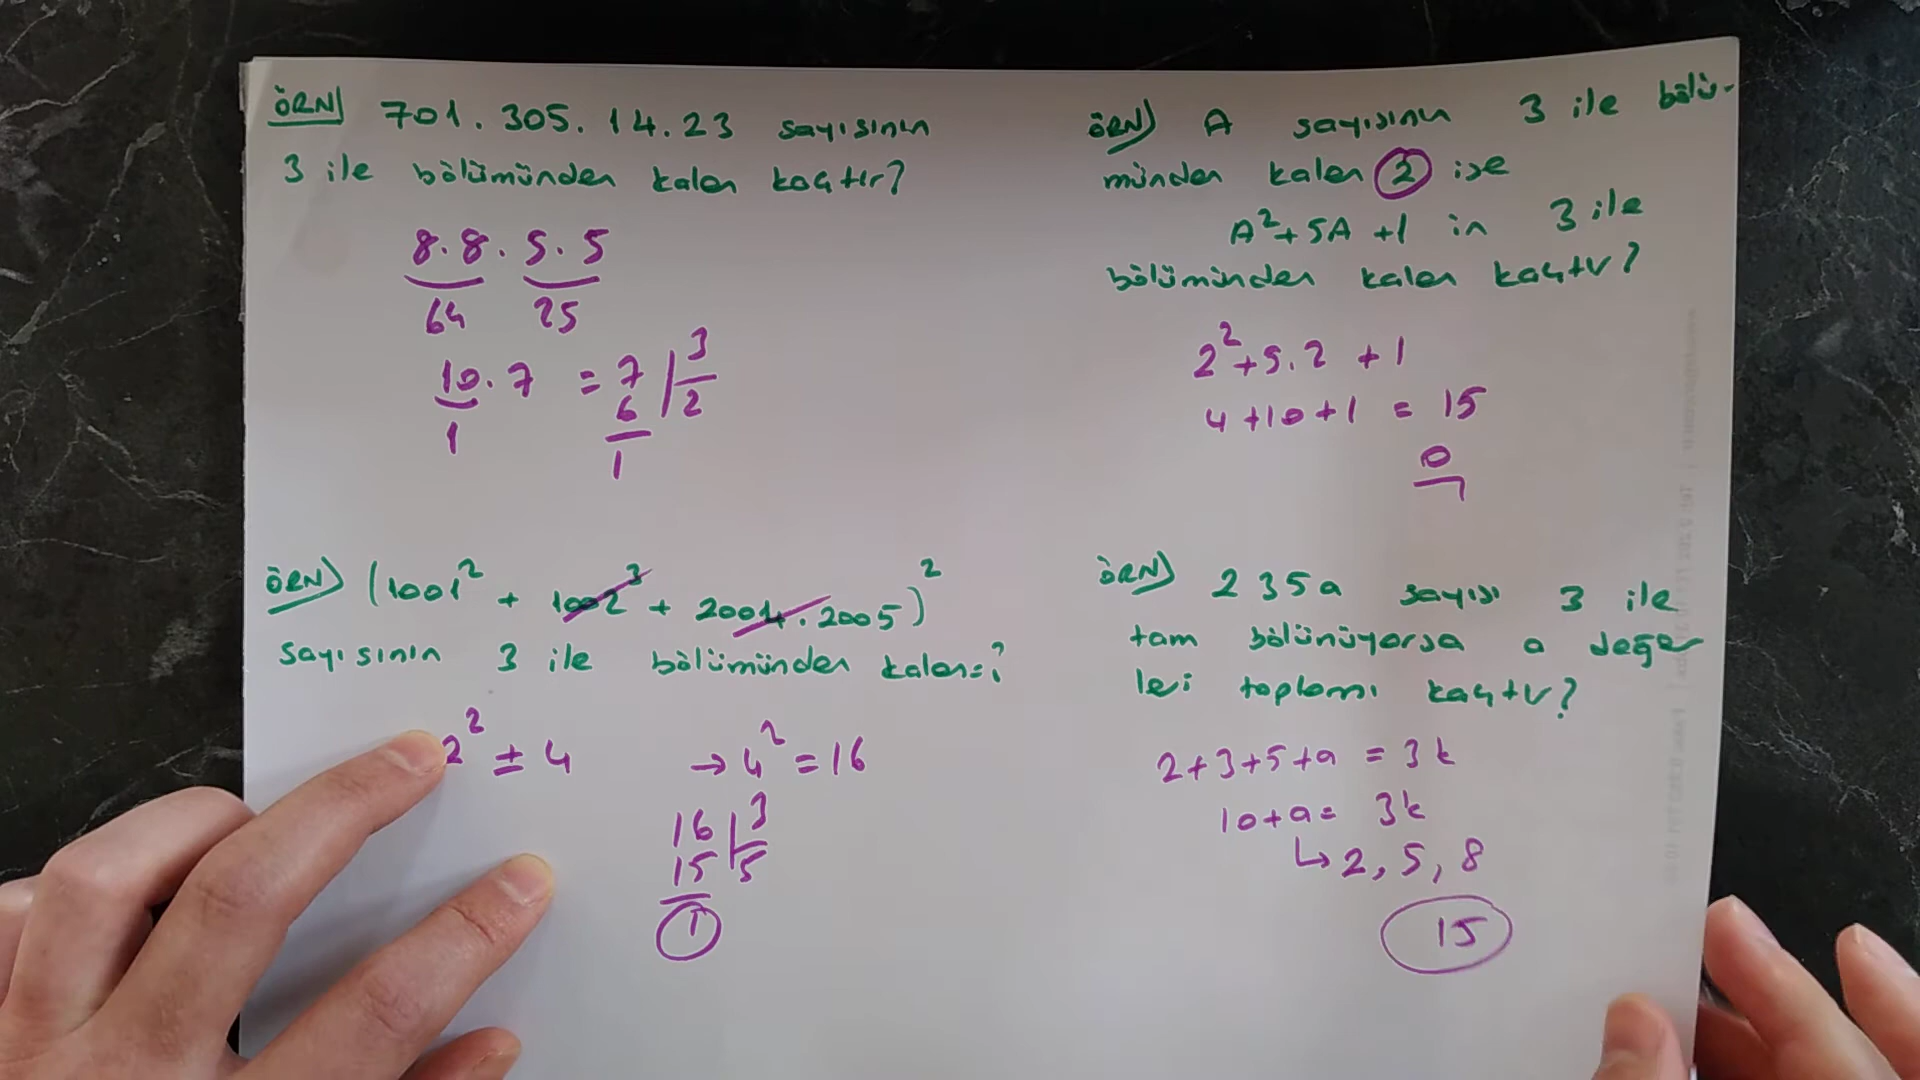 ÖRN) 701.305.14.23 sayısının
3 ile bölümünden kalan kaçtır?
8.8.5.5
64 25
10.7 = 7 | 3
1 6 2
1
ÖRN) (1001² + 1002³ + 2004.2005)²
sayısının 3 ile bölümünden kalan=?
2² ± 4 → 4² = 16
16 | 3
15 5
1
ÖRN) A sayısının 3 ile bölü-
münden kalan 2 ise
A²+5A+1 in 3 ile
bölümünden kalan kaçtır?
2²+5.2+1
4+10+1 = 15
0
ÖRN) 235a sayısı 3 ile
tam bölünüyorsa a değer
leri toplamı kaçtır?
2+3+5+a = 3k
10+a= 3k
↳ 2, 5, 8
15